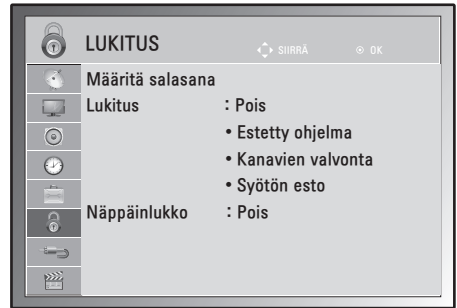 LUKITUS
SIIRRÄ OK
Määritä salasana
Lukitus : Pois
• Estetty ohjelma
• Kanavien valvonta
• Syötön esto
Näppäinlukko : Pois